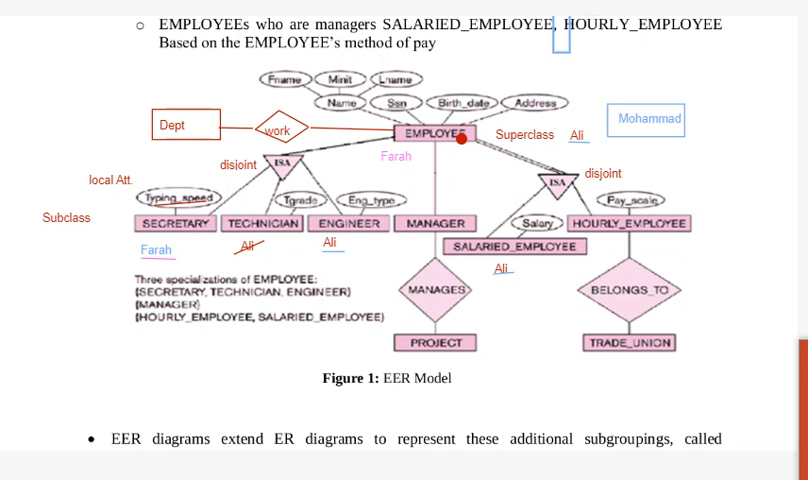 o EMPLOYEEs who are managers SALARIED_EMPLOYEE, HOURLY_EMPLOYEE
Based on the EMPLOYEE's method of pay
Fname Minit Lname
Name Ssn Birth_date Address
Dept work EMPLOYEE Superclass Ali Mohammad
Farah
disjoint ISA
ISA disjoint
local Att.
Typing_speed Tgrade Eng_type Pay_scale
Subclass
SECRETARY TECHNICIAN ENGINEER MANAGER Salary HOURLY_EMPLOYEE
Farah Ali Ali SALARIED_EMPLOYEE
Ali
Three specializations of EMPLOYEE:
{SECRETARY, TECHNICIAN, ENGINEER}
{MANAGER}
{HOURLY_EMPLOYEE, SALARIED_EMPLOYEE}
MANAGES BELONGS_TO
PROJECT TRADE_UNION
Figure 1: EER Model
• EER diagrams extend ER diagrams to represent these additional subgroupings, called